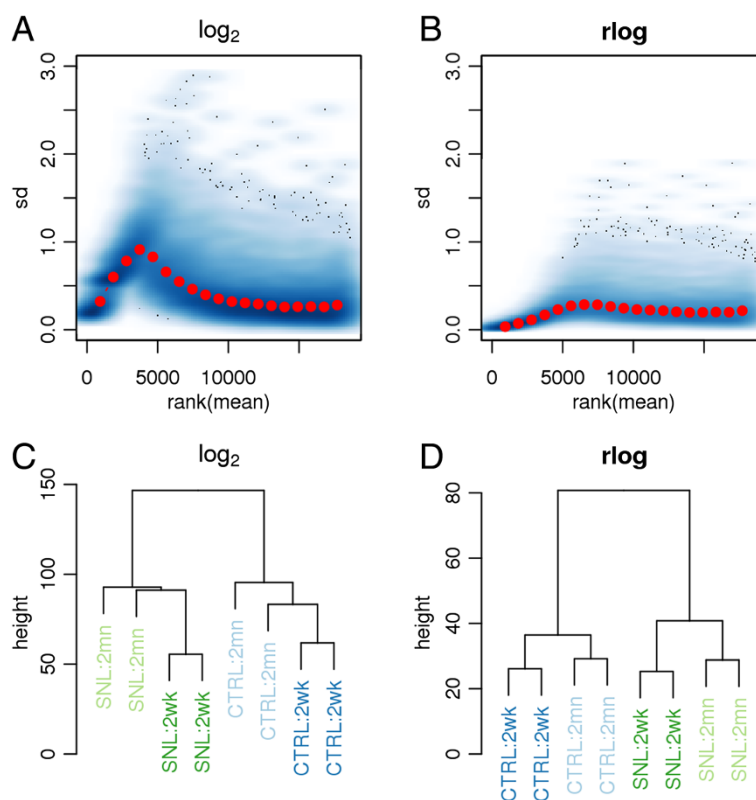 A
log2
B
rlog
3.0
2.0
1.0
0.0
sd
0
5000
10000
rank(mean)
3.0
2.0
1.0
0.0
sd
0
5000
10000
rank(mean)
C
log2
D
rlog
150
100
50
0
height
SNL:2mn
SNL:2mn
SNL:2wk
SNL:2wk
CTRL:2mn
CTRL:2mn
CTRL:2wk
CTRL:2wk
80
60
40
20
0
height
CTRL:2wk
CTRL:2wk
CTRL:2mn
CTRL:2mn
SNL:2wk
SNL:2wk
SNL:2mn
SNL:2mn